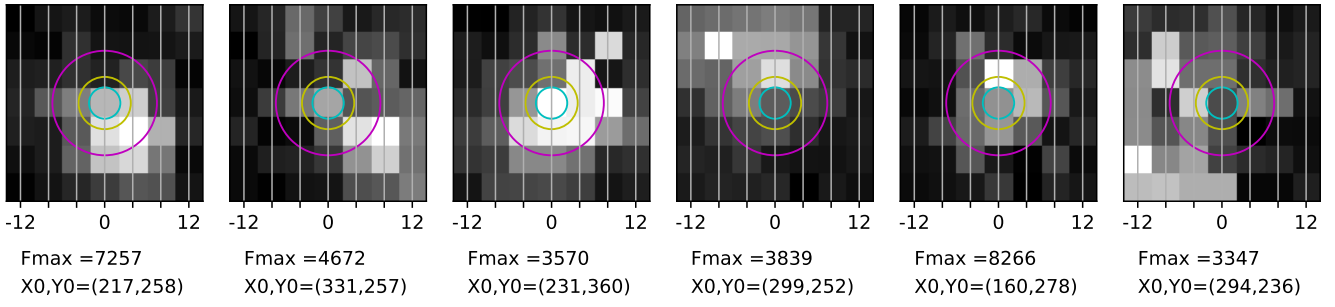 -12 0 12 -12 0 12 -12 0 12 -12 0 12 -12 0 12 -12 0 12
Fmax =7257 Fmax =4672 Fmax =3570 Fmax =3839 Fmax =8266 Fmax =3347
X0,Y0=(217,258) X0,Y0=(331,257) X0,Y0=(231,360) X0,Y0=(299,252) X0,Y0=(160,278) X0,Y0=(294,236)